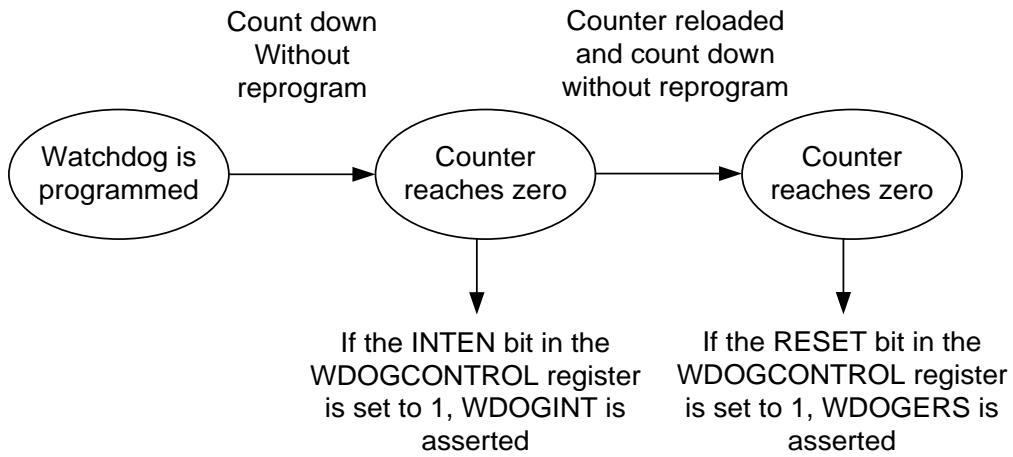 Count down
Without
reprogram
Counter reloaded
and count down
without reprogram
Watchdog is
programmed
Counter
reaches zero
Counter
reaches zero
If the INTEN bit in the
WDOGCONTROL register
is set to 1, WDOGINT is
asserted
If the RESET bit in the
WDOGCONTROL register
is set to 1, WDOGERS is
asserted